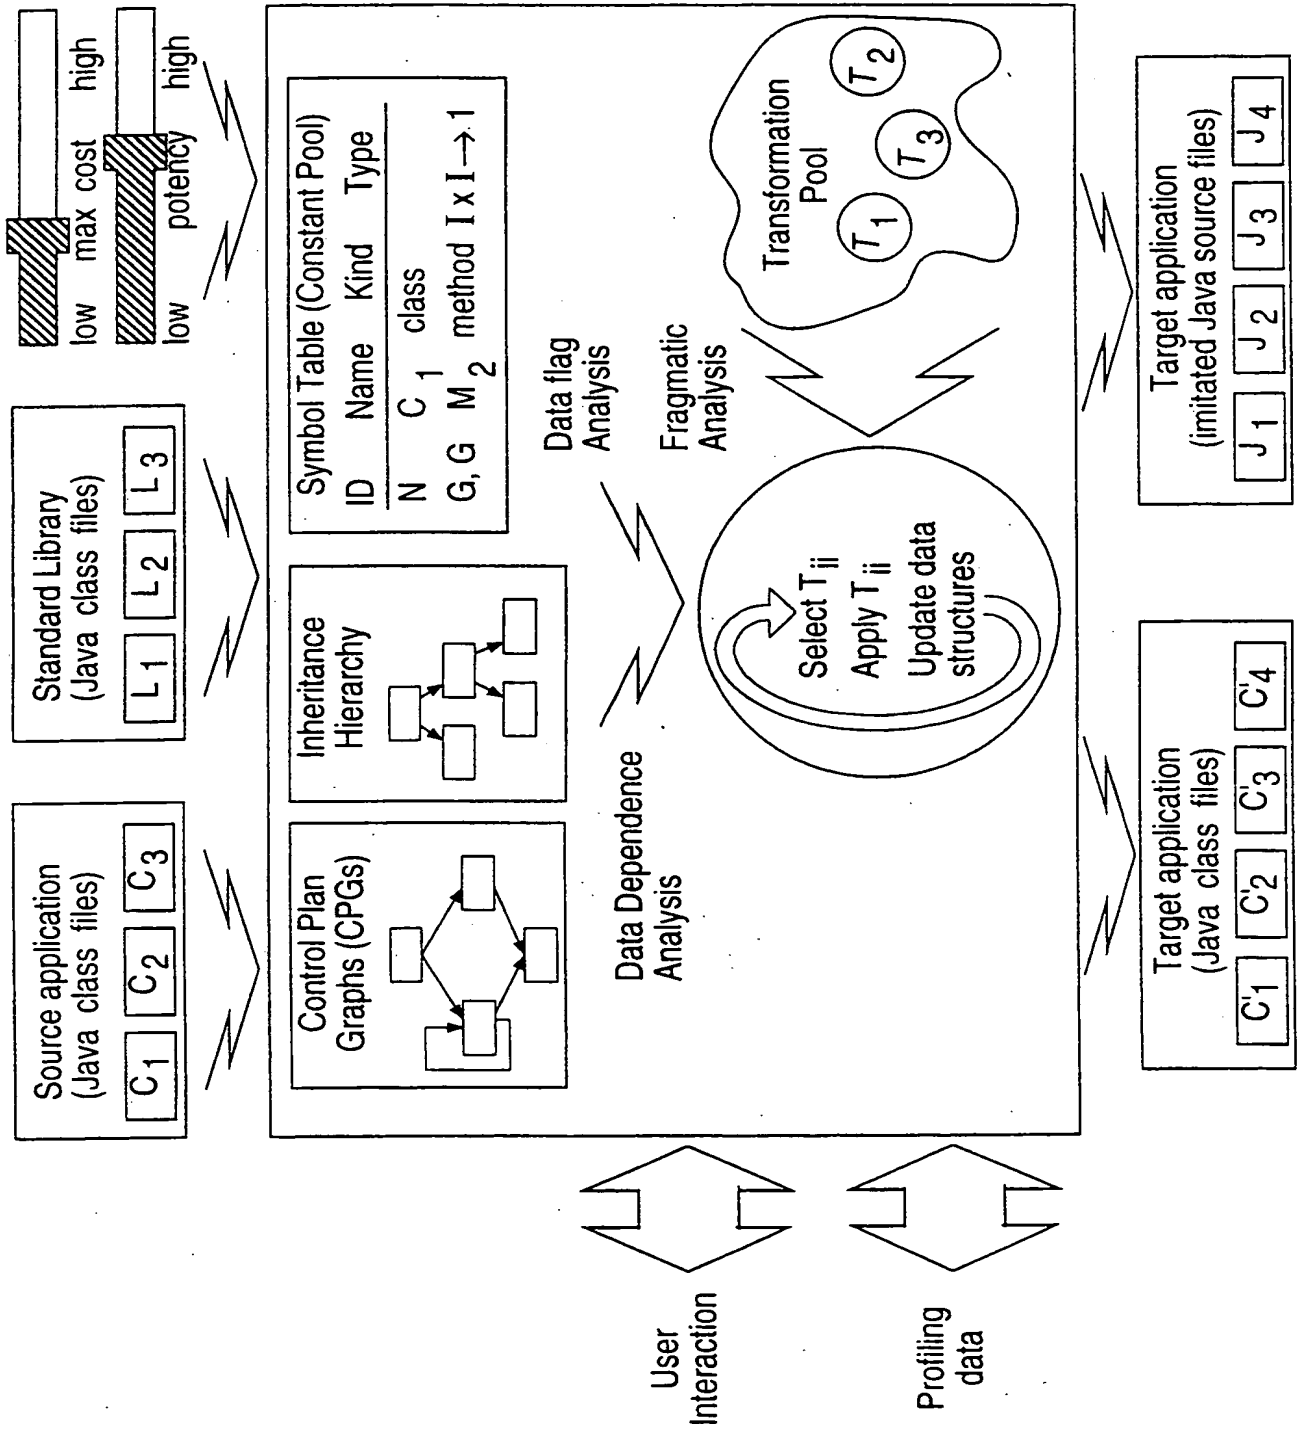 Source application
(Java class files)
C1 C2 C3
Standard Library
(Java class files)
L1 L2 L3
low max cost high
low potency high
Control Plan
Graphs (CPGs)
Inheritance
Hierarchy
Symbol Table (Constant Pool)
ID Name Kind Type
N C1 class
G, G M2 method I x I → 1
Data Dependence
Analysis
Data flag
Analysis
Fragmatic
Analysis
User
Interaction
Profiling
data
Select Tii
Apply Tii
Update data
structures
Transformation
Pool
T1 T3 T2
Target application
(Java class files)
C'1 C'2 C'3 C'4
Target application
(imitated Java source files)
J1 J2 J3 J4